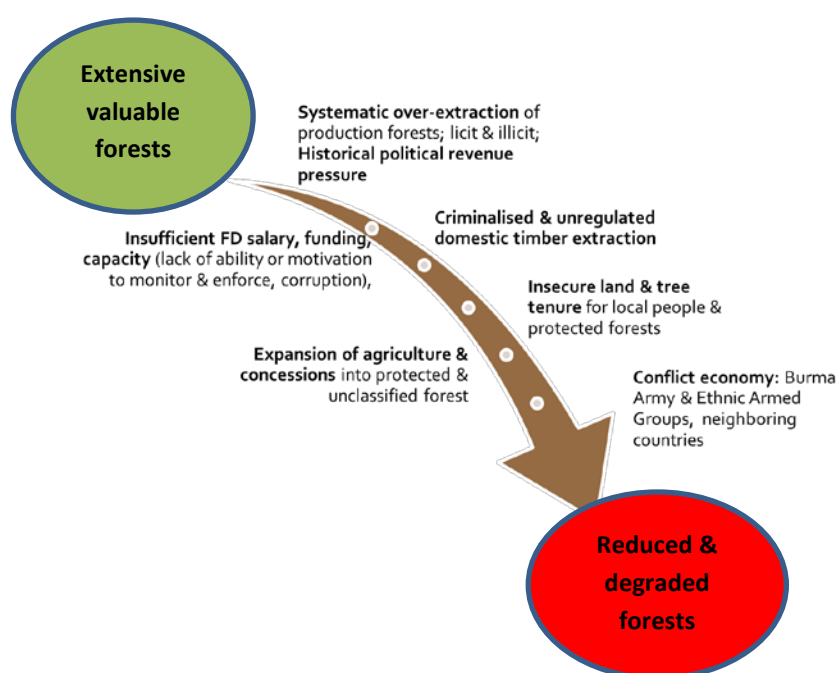 Extensive
valuable
forests
Systematic over-extraction of
production forests; licit & illicit;
Historical political revenue
pressure
Criminalised & unregulated
domestic timber extraction
Insufficient FD salary, funding,
capacity (lack of ability or motivation
to monitor & enforce, corruption),
Insecure land & tree
tenure for local people &
protected forests
Expansion of agriculture &
concessions into protected &
unclassified forest
Conflict economy: Burma
Army & Ethnic Armed
Groups, neighboring
countries
Reduced &
degraded
forests